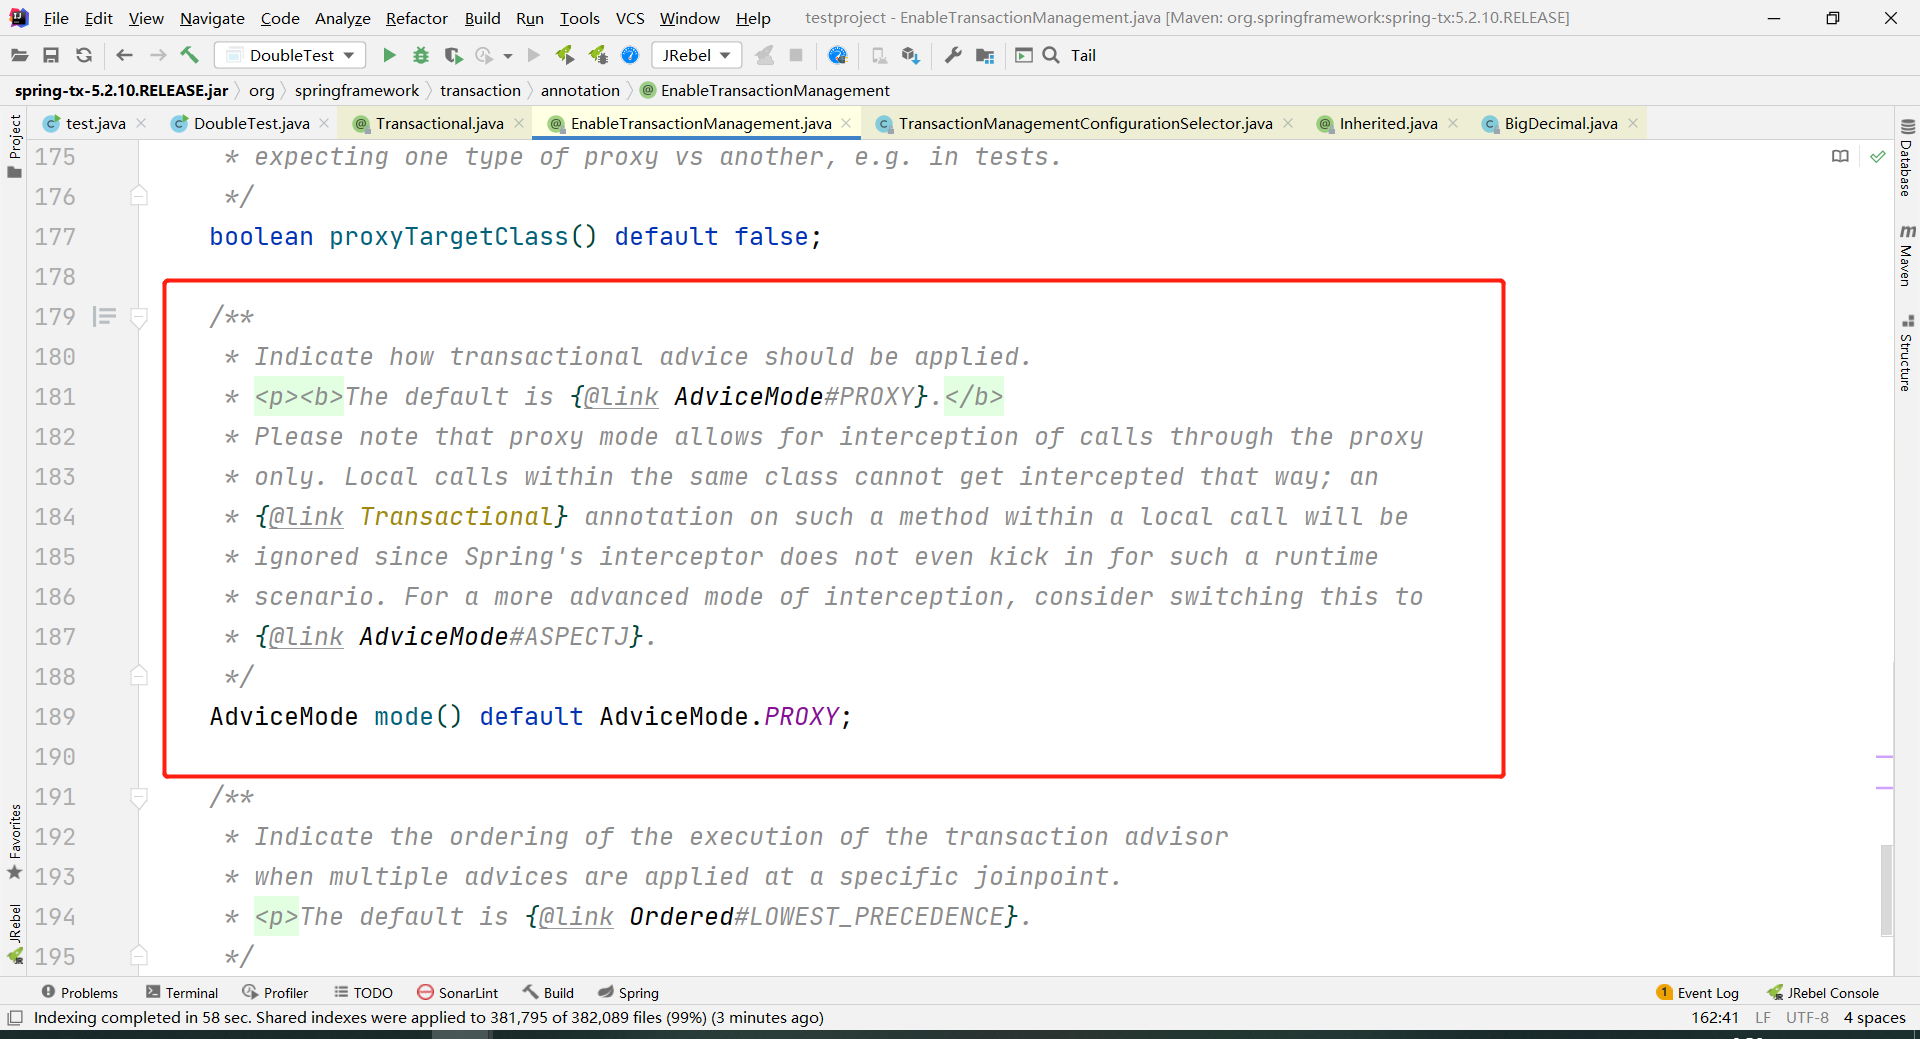 File Edit View Navigate Code Analyze Refactor Build Run Tools VCS Window Help testproject - EnableTransactionManagement.java [Maven: org.springframework:spring-tx:5.2.10.RELEASE]
DoubleTest JRebel Tail
spring-tx-5.2.10.RELEASE.jar org springframework transaction annotation @ EnableTransactionManagement
test.java DoubleTest.java Transactional.java EnableTransactionManagement.java TransactionManagementConfigurationSelector.java Inherited.java BigDecimal.java
Project
Favorites
JRebel
175 * expecting one type of proxy vs another, e.g. in tests.
176 */
177 boolean proxyTargetClass() default false;
178
179 /**
180 * Indicate how transactional advice should be applied.
181 * <p><b>The default is {@link AdviceMode#PROXY}.</b>
182 * Please note that proxy mode allows for interception of calls through the proxy
183 * only. Local calls within the same class cannot get intercepted that way; an
184 * {@link Transactional} annotation on such a method within a local call will be
185 * ignored since Spring's interceptor does not even kick in for such a runtime
186 * scenario. For a more advanced mode of interception, consider switching this to
187 * {@link AdviceMode#ASPECTJ}.
188 */
189 AdviceMode mode() default AdviceMode.PROXY;
190
191 /**
192 * Indicate the ordering of the execution of the transaction advisor
193 * when multiple advices are applied at a specific joinpoint.
194 * <p>The default is {@link Ordered#LOWEST_PRECEDENCE}.
195 */
Database
m Maven
Structure
Problems Terminal Profiler TODO SonarLint Build Spring 1 Event Log JRebel Console
Indexing completed in 58 sec. Shared indexes were applied to 381,795 of 382,089 files (99%) (3 minutes ago) 162:41 LF UTF-8 4 spaces